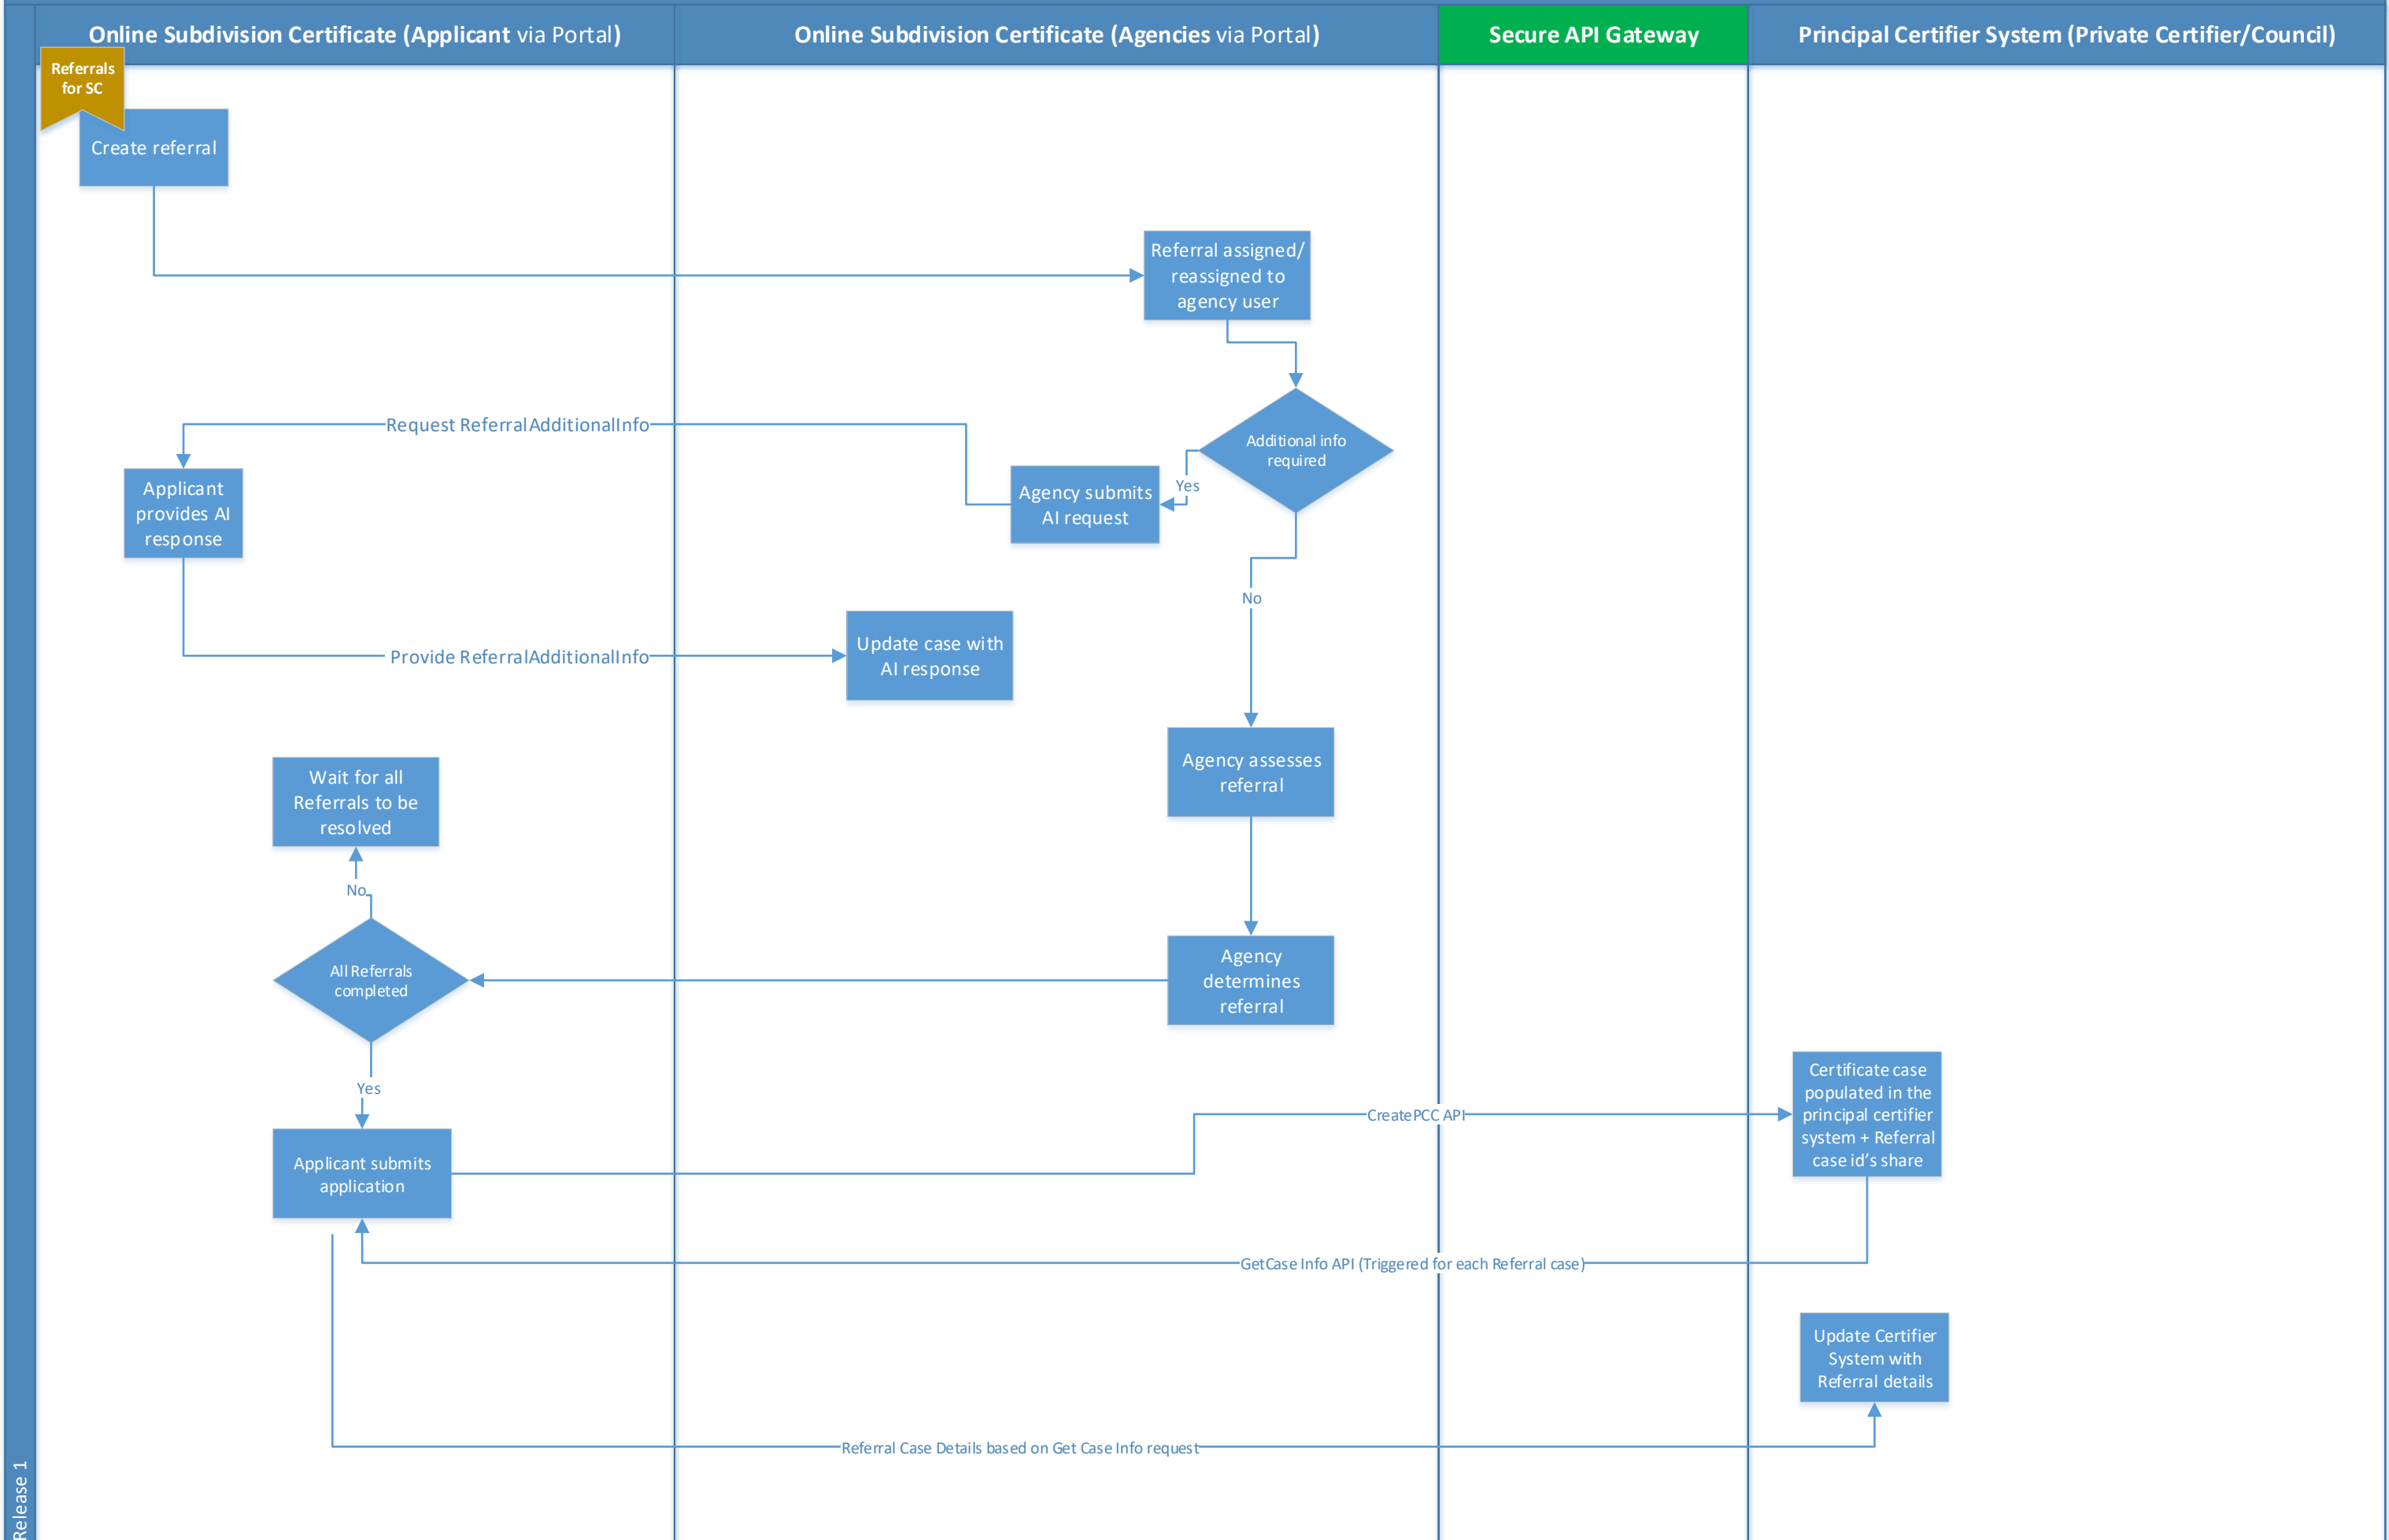 Online Subdivision Certificate (Applicant via Portal)
Online Subdivision Certificate (Agencies via Portal)
Secure API Gateway
Principal Certifier System (Private Certifier/Council)
Referrals
for SC
Create referral
Referral assigned/
reassigned to
agency user
Request ReferralAdditionalInfo
Additional info
required
Applicant
provides AI
response
Agency submits
AI request
Yes
No
Update case with
AI response
Provide ReferralAdditionalInfo
Agency assesses
referral
Wait for all
Referrals to be
resolved
No
All Referrals
completed
Agency
determines
referral
Yes
Certificate case
populated in the
principal certifier
system + Referral
case id’s share
CreatePCC API
Applicant submits
application
GetCase Info API (Triggered for each Referral case)
Update Certifier
System with
Referral details
Referral Case Details based on Get Case Info request
Release 1